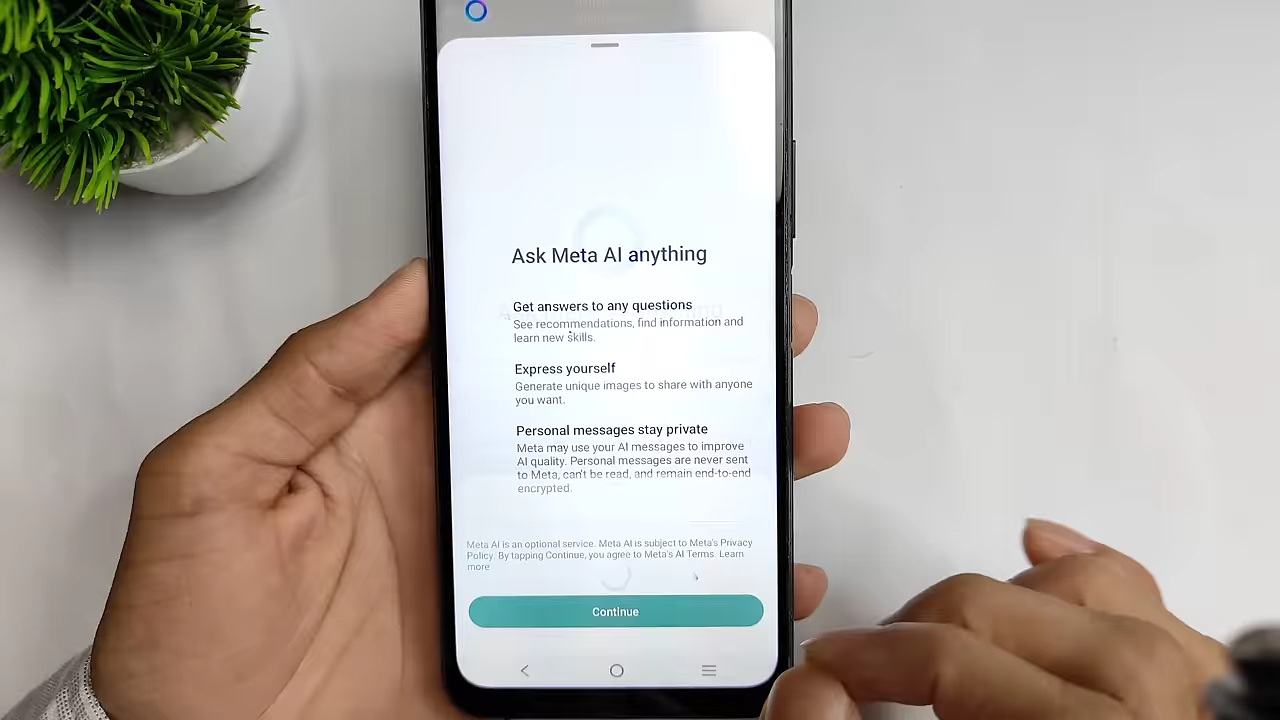 Ask Meta AI anything
Get answers to any questions
See recommendations, find information and
learn new skills.
Express yourself
Generate unique images to share with anyone
you want.
Personal messages stay private
Meta may use your AI messages to improve
AI quality. Personal messages are never sent
to Meta, can't be read, and remain end-to-end
encrypted.
Meta AI is an optional service. Meta AI is subject to Meta's Privacy
Policy. By tapping Continue, you agree to Meta's AI Terms. Learn
more
Continue